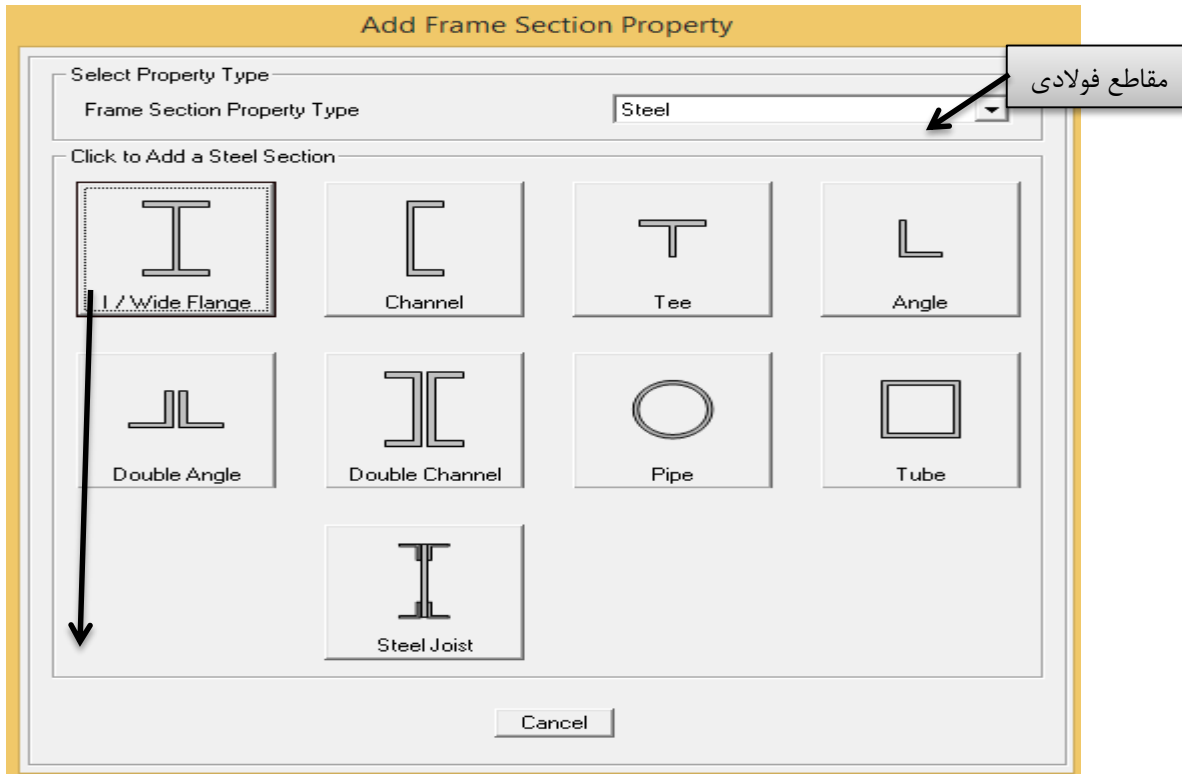 Add Frame Section Property
مقاطع فولادی
Select Property Type
Frame Section Property Type Steel
Click to Add a Steel Section
I / Wide Flange Channel Tee Angle
Double Angle Double Channel Pipe Tube
Steel Joist
Cancel